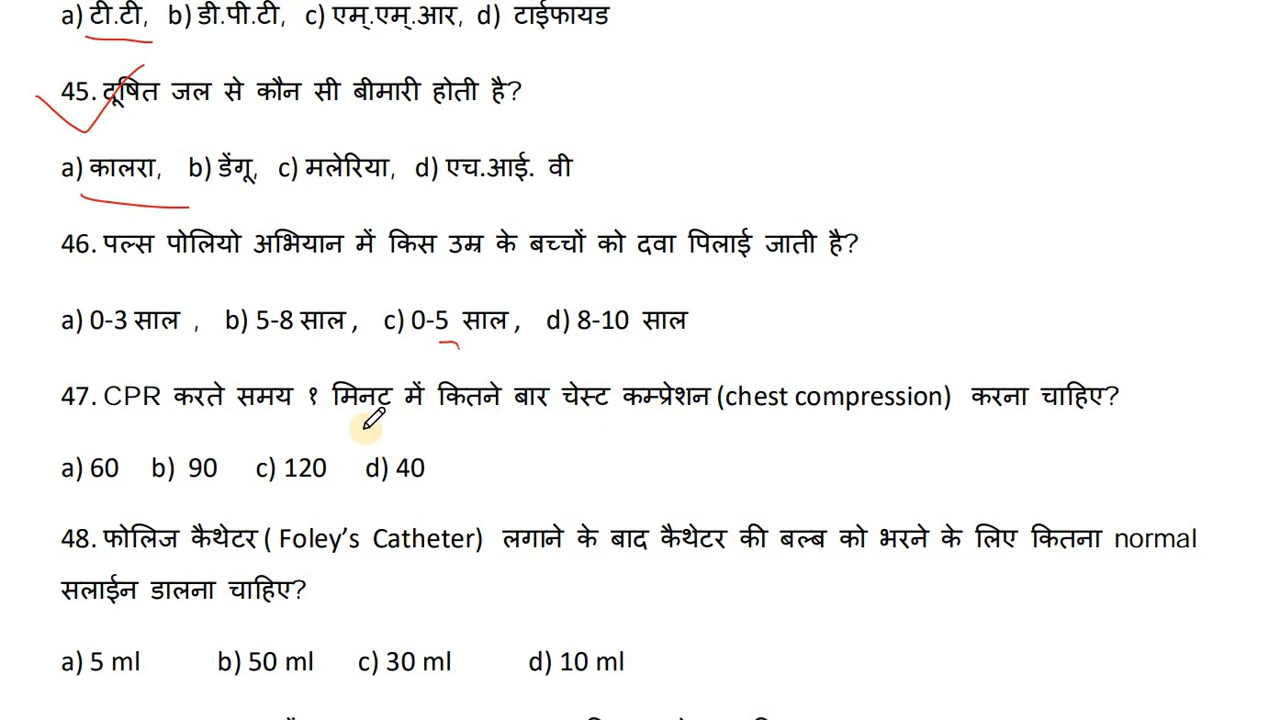 a) टी.टी, b) डी.पी.टी, c) एम्.एम्.आर, d) टाईफायड
45. दूषित जल से कौन सी बीमारी होती है?
a) कालरा, b) डेंगू, c) मलेरिया, d) एच.आई. वी
46. पल्स पोलियो अभियान में किस उम्र के बच्चों को दवा पिलाई जाती है?
a) 0-3 साल , b) 5-8 साल , c) 0-5 साल , d) 8-10 साल
47. CPR करते समय १ मिनट में कितने बार चेस्ट कम्प्रेशन (chest compression) करना चाहिए?
a) 60 b) 90 c) 120 d) 40
48. फोलिज कैथेटर ( Foley’s Catheter) लगाने के बाद कैथेटर की बल्ब को भरने के लिए कितना normal
सलाईन डालना चाहिए?
a) 5 ml b) 50 ml c) 30 ml d) 10 ml